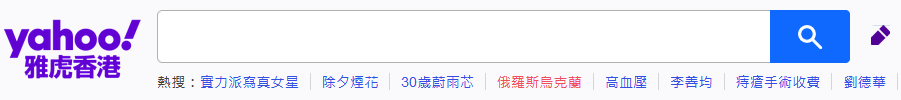 yahoo!
雅虎香港
熱搜：實力派寫真女星 除夕煙花 30歲蔚雨芯 俄羅斯烏克蘭 高血壓 李善均 痔瘡手術收費 劉德華